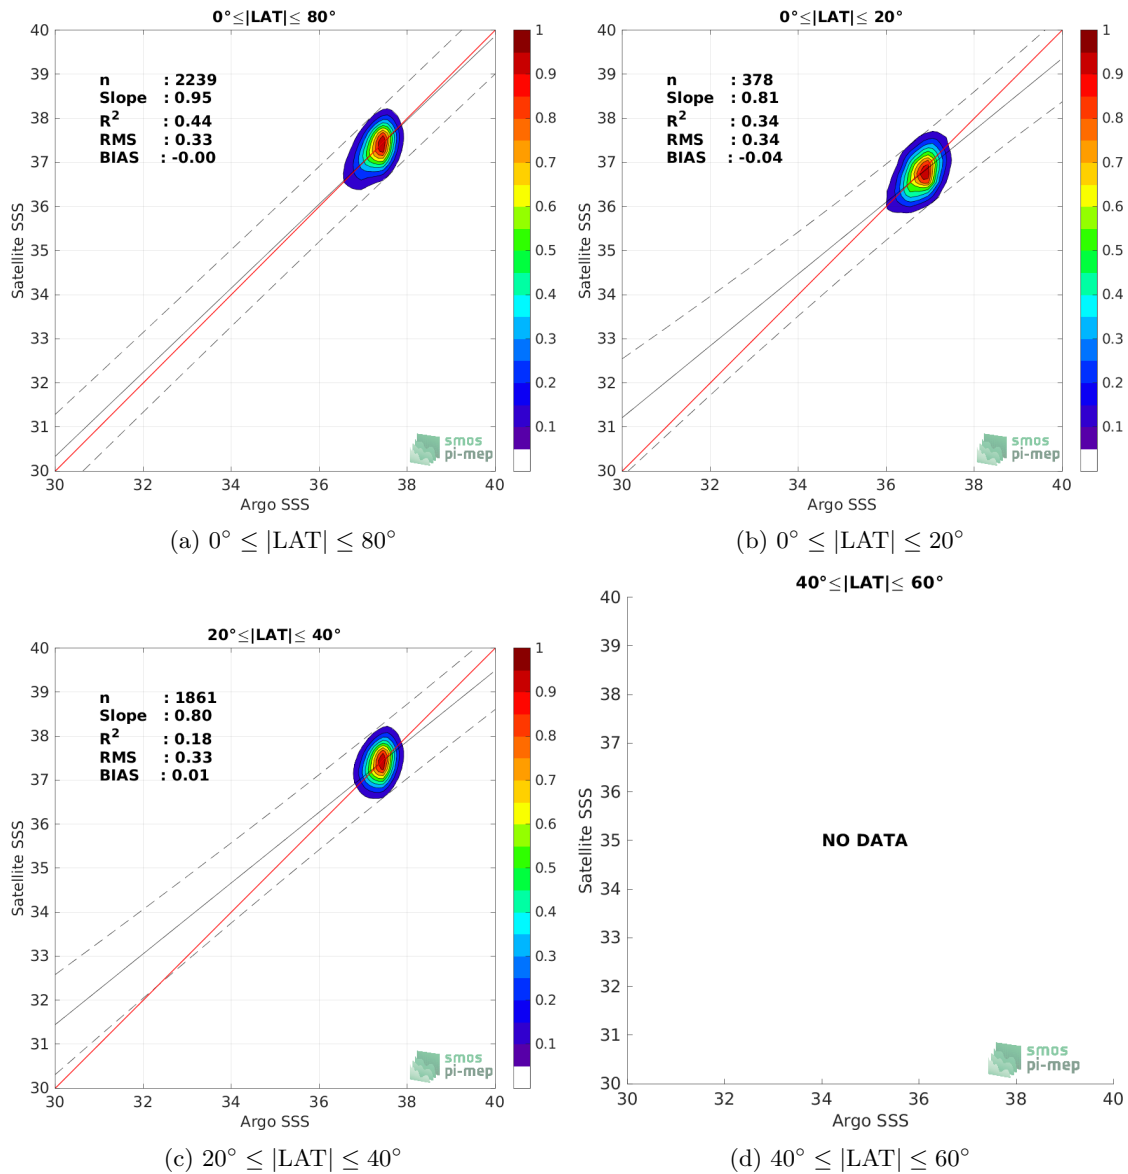 0°≤|LAT|≤ 80°
40
39
38
37
36
35
34
33
32
31
30
Satellite SSS
n : 2239
Slope : 0.95
R² : 0.44
RMS : 0.33
BIAS : -0.00
smos
pi-mep
30 32 34 36 38 40
Argo SSS
1
0.9
0.8
0.7
0.6
0.5
0.4
0.3
0.2
0.1
(a) 0° ≤ |LAT| ≤ 80°
0°≤|LAT|≤ 20°
40
39
38
37
36
35
34
33
32
31
30
Satellite SSS
n : 378
Slope : 0.81
R² : 0.34
RMS : 0.34
BIAS : -0.04
smos
pi-mep
30 32 34 36 38 40
Argo SSS
1
0.9
0.8
0.7
0.6
0.5
0.4
0.3
0.2
0.1
(b) 0° ≤ |LAT| ≤ 20°
20°≤|LAT|≤ 40°
40
39
38
37
36
35
34
33
32
31
30
Satellite SSS
n : 1861
Slope : 0.80
R² : 0.18
RMS : 0.33
BIAS : 0.01
smos
pi-mep
30 32 34 36 38 40
Argo SSS
1
0.9
0.8
0.7
0.6
0.5
0.4
0.3
0.2
0.1
(c) 20° ≤ |LAT| ≤ 40°
40°≤|LAT|≤ 60°
40
39
38
37
36
35
34
33
32
31
30
Satellite SSS
NO DATA
smos
pi-mep
30 32 34 36 38 40
Argo SSS
(d) 40° ≤ |LAT| ≤ 60°